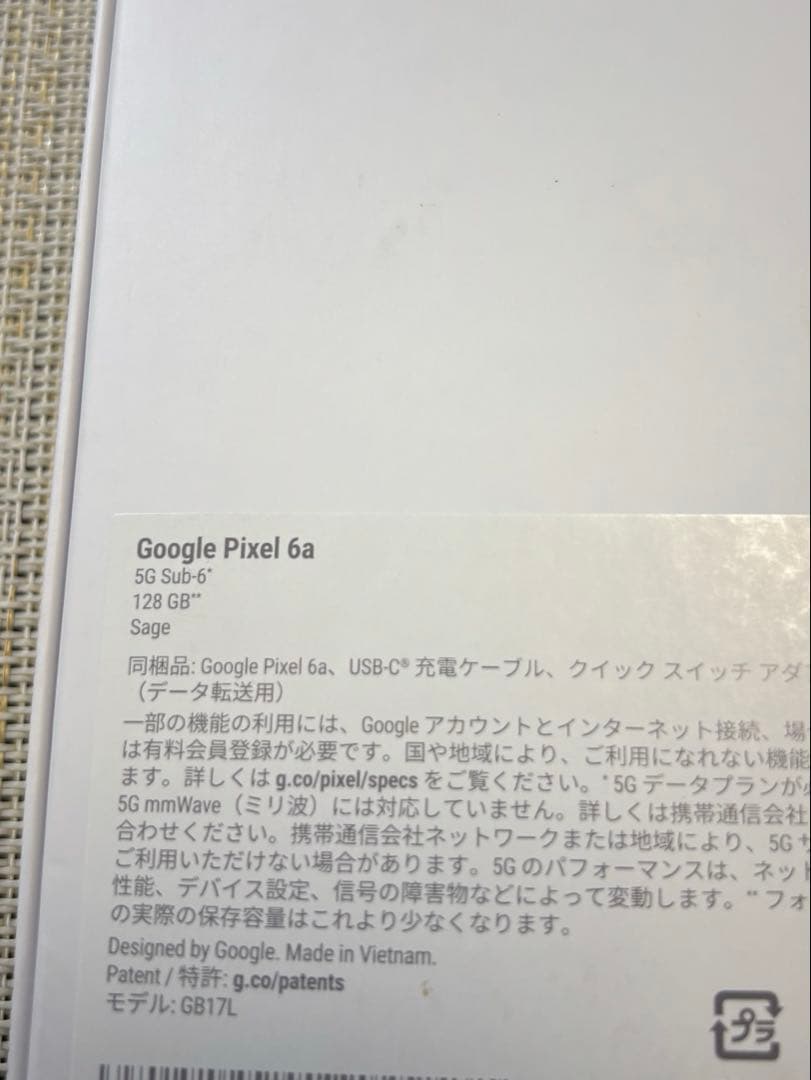 Google Pixel 6a
5G Sub-6*
128 GB**
Sage
同梱品: Google Pixel 6a、USB-C® 充電ケーブル、クイック スイッチ アダ
（データ転送用）
一部の機能の利用には、Google アカウントとインターネット接続、場
は有料会員登録が必要です。国や地域により、ご利用になれない機能
ます。詳しくは g.co/pixel/specs をご覧ください。*5G データプランが
5G mmWave（ミリ波）には対応していません。詳しくは携帯通信会社
合わせください。携帯通信会社ネットワークまたは地域により、5G
ご利用いただけない場合があります。5G のパフォーマンスは、ネット
性能、デバイス設定、信号の障害物などによって変動します。**フォ
の実際の保存容量はこれより少なくなります。
Designed by Google. Made in Vietnam.
Patent / 特許: g.co/patents
モデル: GB17L
プラ